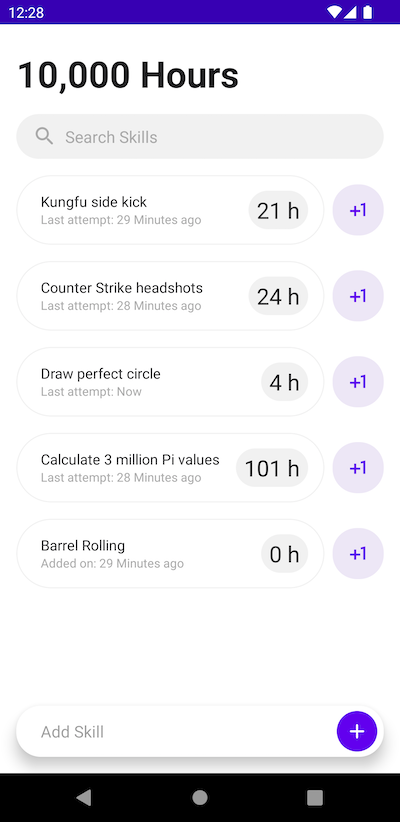 12:28
10,000 Hours
Search Skills
Kungfu side kick
Last attempt: 29 Minutes ago
21 h
+1
Counter Strike headshots
Last attempt: 28 Minutes ago
24 h
+1
Draw perfect circle
Last attempt: Now
4 h
+1
Calculate 3 million Pi values
Last attempt: 28 Minutes ago
101 h
+1
Barrel Rolling
Added on: 29 Minutes ago
0 h
+1
Add Skill